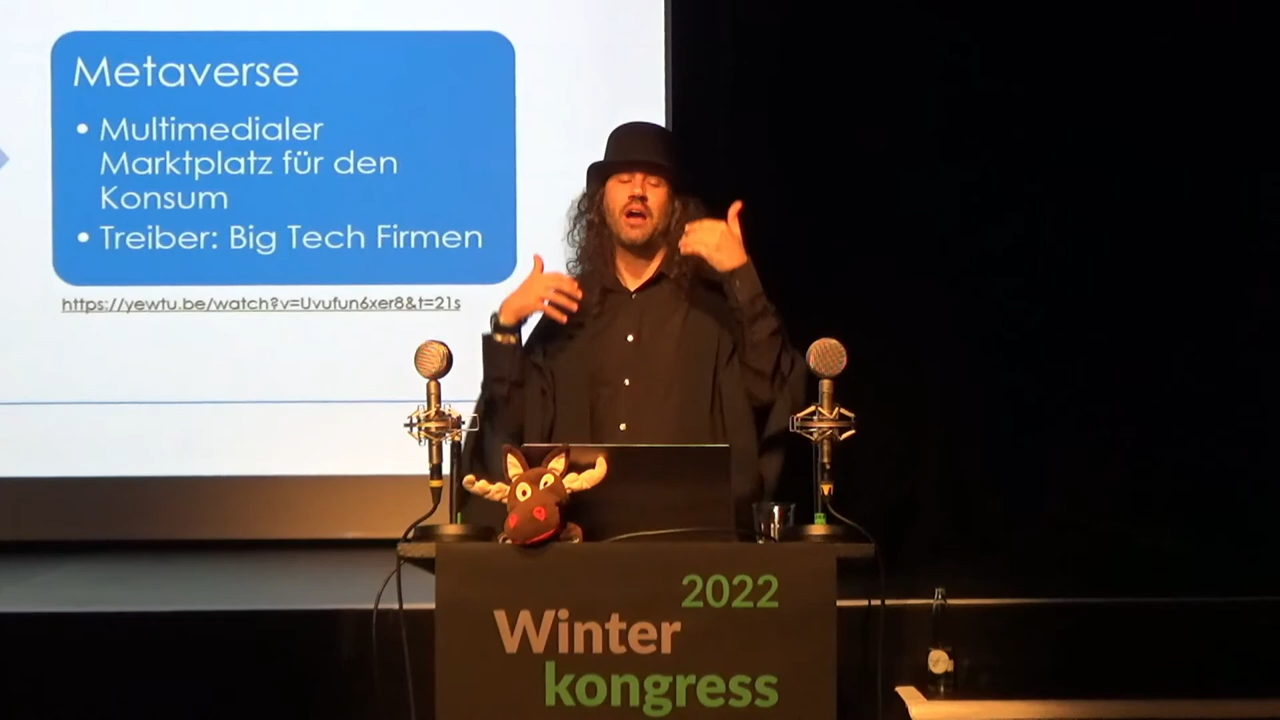 Metaverse
• Multimedialer
Marktplatz für den
Konsum
• Treiber: Big Tech Firmen
https://yewtu.be/watch?v=Uvufun6xer8&t=21s
2022
Winter
kongress